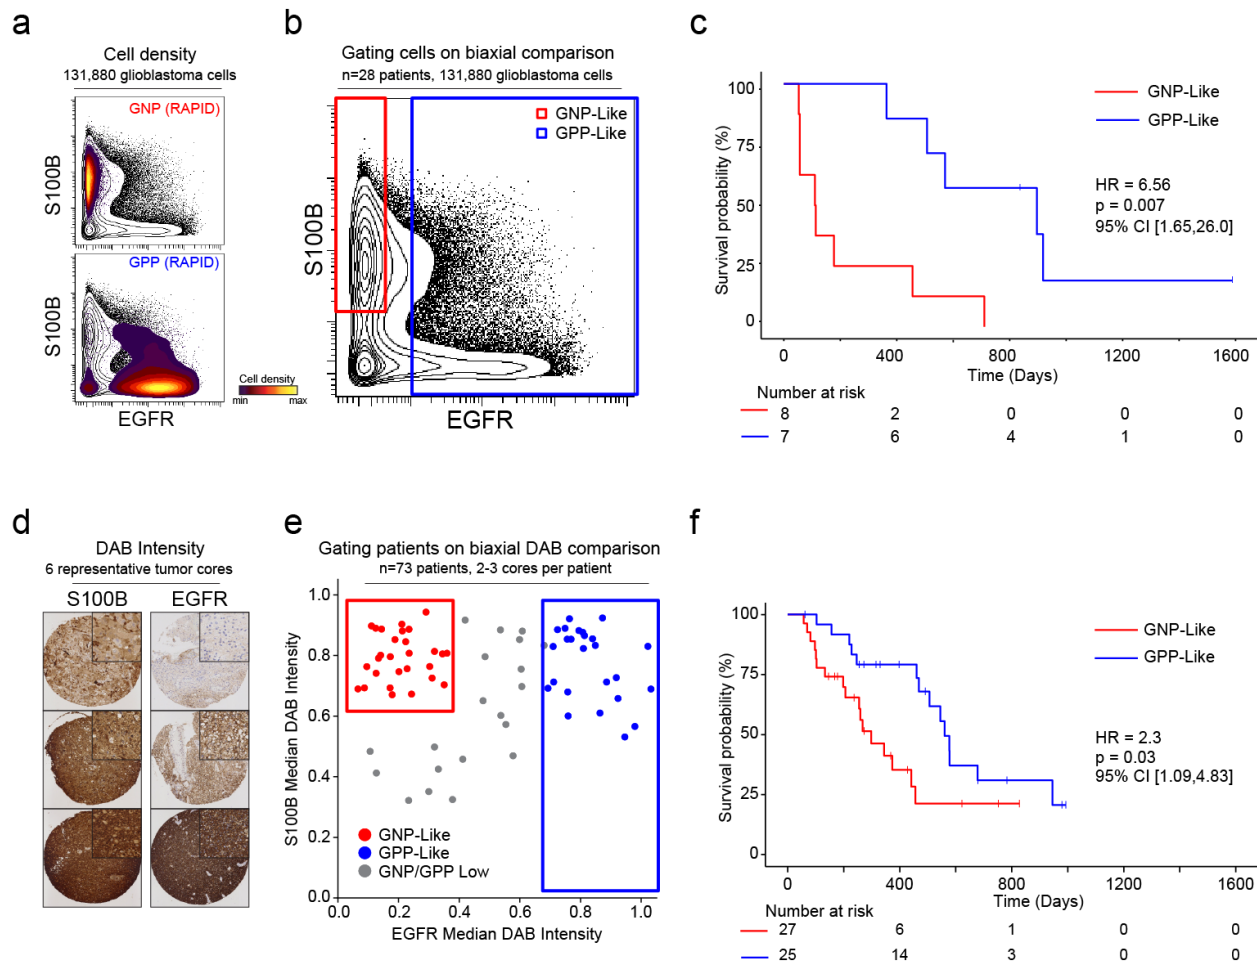 a
Cell density
131,880 glioblastoma cells
GNP (RAPID)
S100B
GPP (RAPID)
S100B
Cell density
min
max
EGFR
b
Gating cells on biaxial comparison
n=28 patients, 131,880 glioblastoma cells
GNP-Like
GPP-Like
S100B
EGFR
c
Survival probability (%)
100
75
50
25
0
GNP-Like
GPP-Like
HR = 6.56
p = 0.007
95% CI [1.65,26.0]
0 400 800 1200 1600
Time (Days)
Number at risk
8 2 0 0 0
7 6 4 1 0
d
DAB Intensity
6 representative tumor cores
S100B EGFR
e
Gating patients on biaxial DAB comparison
n=73 patients, 2-3 cores per patient
S100B Median DAB Intensity
1.0
0.8
0.6
0.4
0.2
0.0
GNP-Like
GPP-Like
GNP/GPP Low
0.0 0.2 0.4 0.6 0.8 1.0
EGFR Median DAB Intensity
f
Survival probability (%)
100
75
50
25
0
GNP-Like
GPP-Like
HR = 2.3
p = 0.03
95% CI [1.09,4.83]
0 400 800 1200 1600
Time (Days)
Number at risk
27 6 1 0 0
25 14 3 0 0